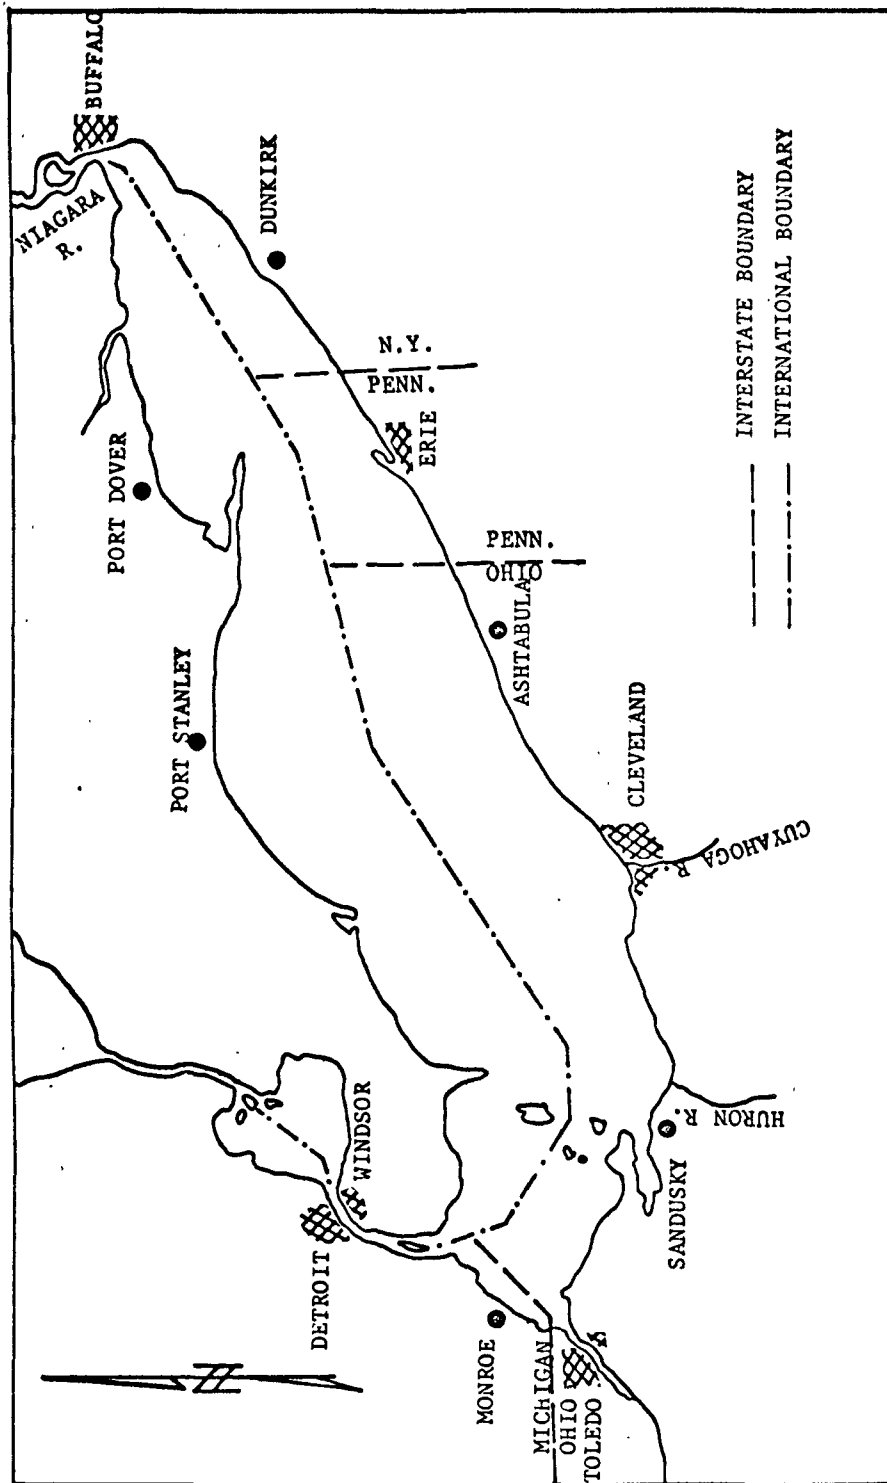 BUFFALO
NIAGARA
R.
DUNKIRK
N.Y.
PENN.
ERIE
PORT DOVER
PENN.
OHIO
ASHTABULA
PORT STANLEY
CLEVELAND
CUYAHOGA
R.
WINDSOR
DETROIT
HURON
R.
SANDUSKY
MONROE
MICHIGAN
OHIO
TOLEDO
N
INTERSTATE BOUNDARY
INTERNATIONAL BOUNDARY